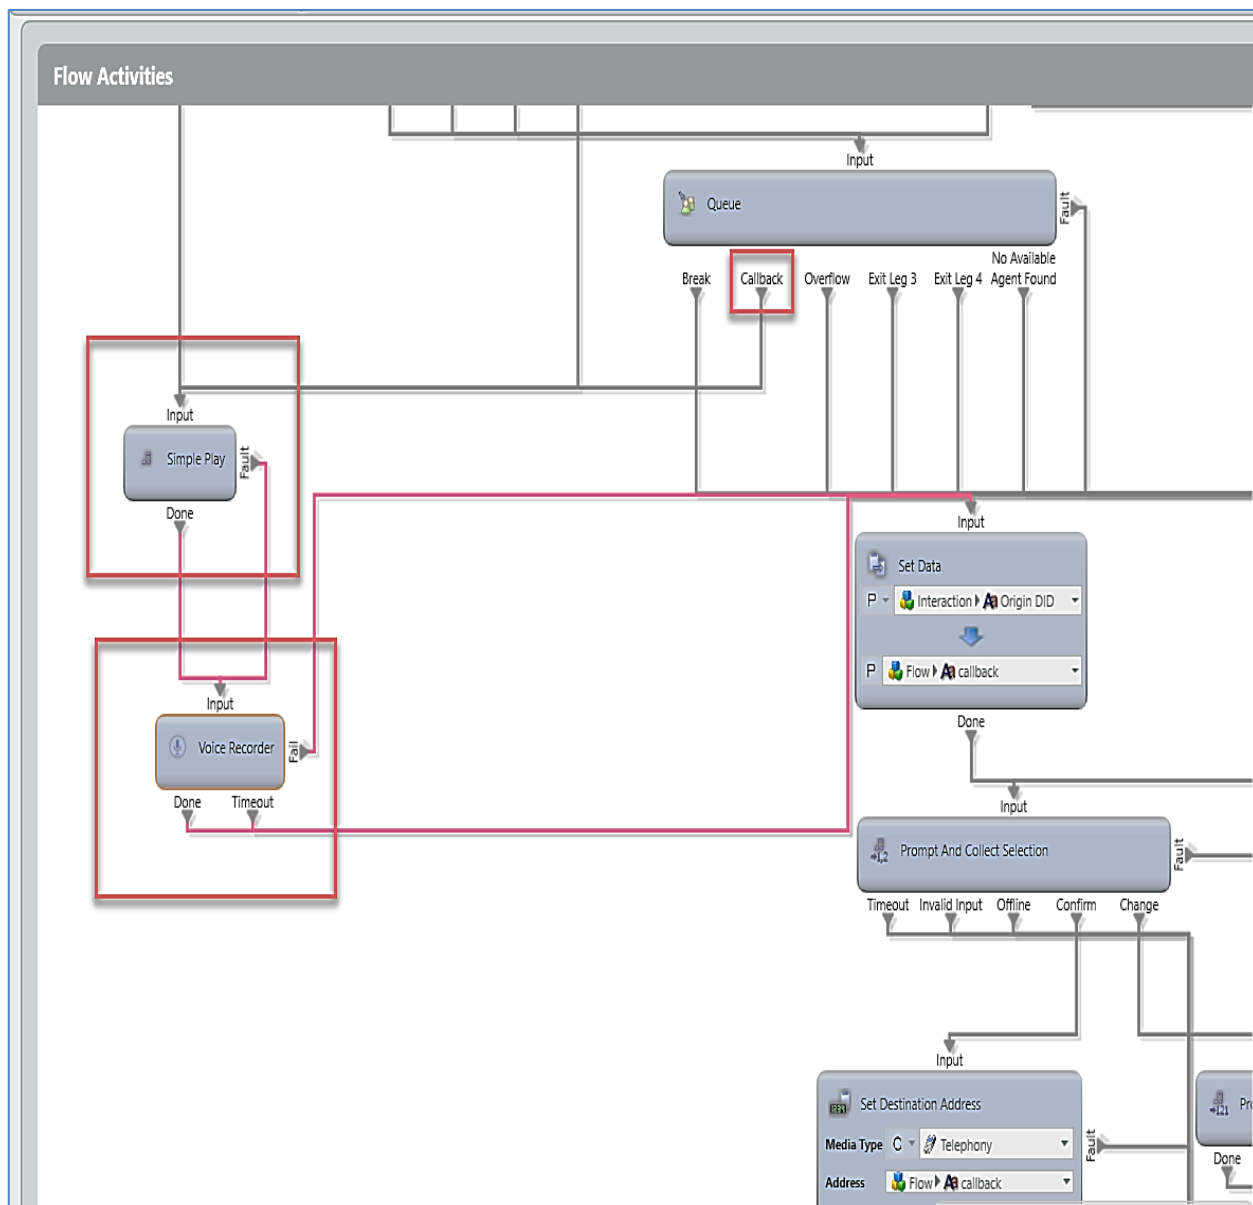 Flow Activities
Input
Queue
Fault
No Available
Break Callback Overflow Exit Leg 3 Exit Leg 4 Agent Found
Input
Simple Play
Fault
Done
Input
Set Data
P Interaction Origin DID
P Flow callback
Done
Input
Voice Recorder
Fail
Done Timeout
Input
Prompt And Collect Selection
Fault
Timeout Invalid Input Offline Confirm Change
Input
Set Destination Address
Media Type C Telephony
Fault
Address Flow callback
Done